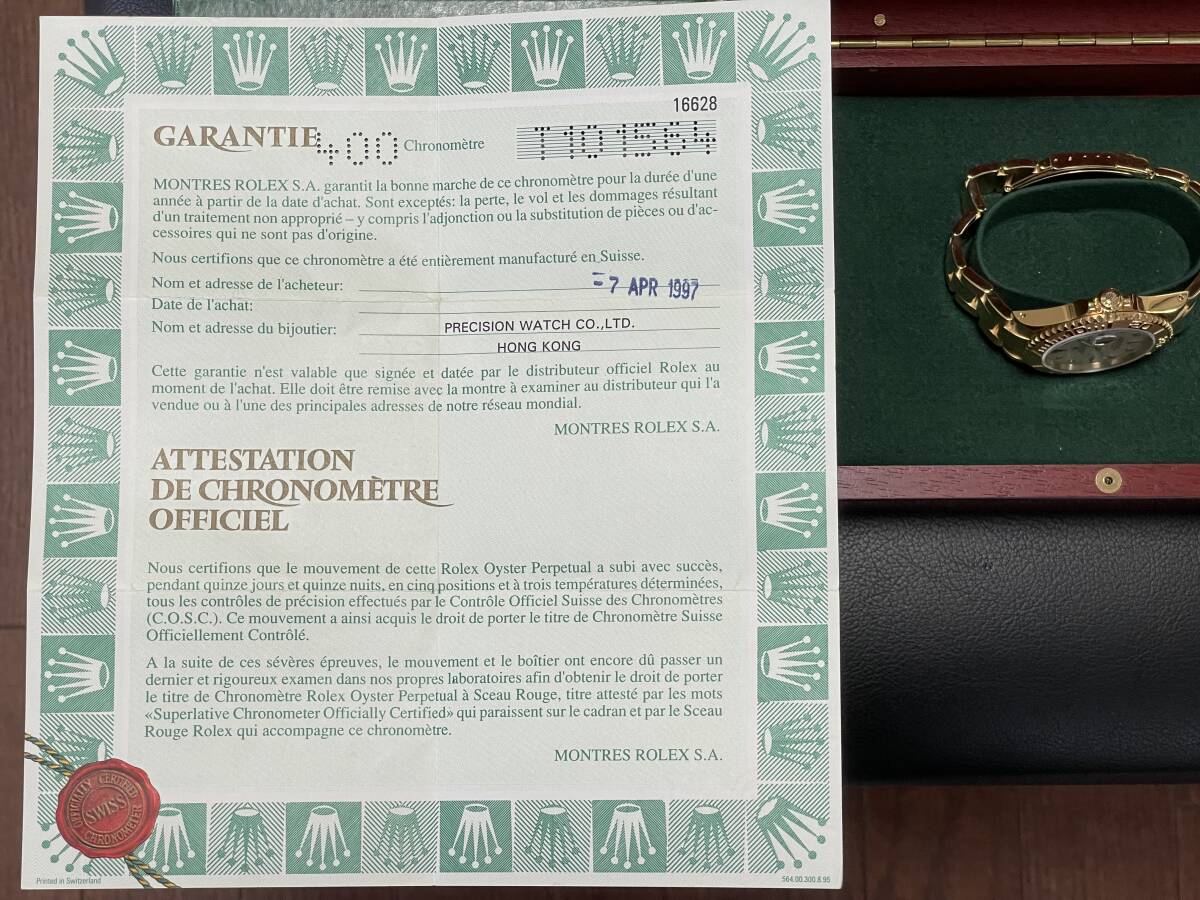 16628
GARANTIE 400 Chronomètre T101564
MONTRES ROLEX S.A. garantit la bonne marche de ce chronomètre pour la durée d'une
année à partir de la date d'achat. Sont exceptés: la perte, le vol et les dommages résultant
d'un traitement non approprié – y compris l'adjonction ou la substitution de pièces ou d'ac-
cessoires qui ne sont pas d'origine.
Nous certifions que ce chronomètre a été entièrement manufacturé en Suisse.
Nom et adresse de l'acheteur:
-7 APR 1997
Date de l'achat:
Nom et adresse du bijoutier: PRECISION WATCH CO.,LTD.
HONG KONG
Cette garantie n'est valable que signée et datée par le distributeur officiel Rolex au
moment de l'achat. Elle doit être remise avec la montre à examiner au distributeur qui l'a
vendue ou à l'une des principales adresses de notre réseau mondial.
MONTRES ROLEX S.A.
ATTESTATION
DE CHRONOMÈTRE
OFFICIEL
Nous certifions que le mouvement de cette Rolex Oyster Perpetual a subi avec succès,
pendant quinze jours et quinze nuits, en cinq positions et à trois températures déterminées,
tous les contrôles de précision effectués par le Contrôle Officiel Suisse des Chronomètres
(C.O.S.C.). Ce mouvement a ainsi acquis le droit de porter le titre de Chronomètre Suisse
Officiellement Contrôlé.
A la suite de ces sévères épreuves, le mouvement et le boîtier ont encore dû passer un
dernier et rigoureux examen dans nos propres laboratoires afin d'obtenir le droit de porter
le titre de Chronomètre Rolex Oyster Perpetual à Sceau Rouge, titre attesté par les mots
«Superlative Chronometer Officially Certified» qui paraissent sur le cadran et par le Sceau
Rouge Rolex qui accompagne ce chronomètre.
MONTRES ROLEX S.A.
OFFICIALLY CERTIFIED
SWISS
CHRONOMETER
Printed in Switzerland
564.00.300.8.95